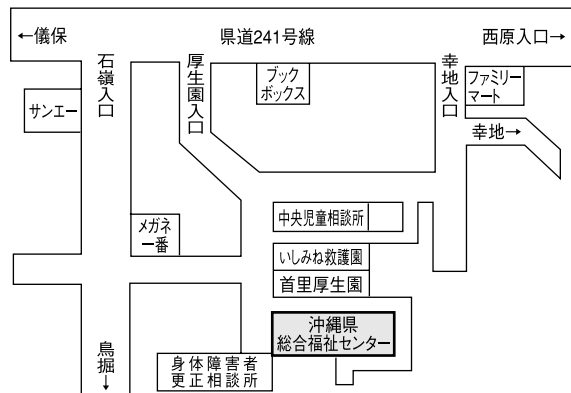 ←儀保
県道241号線
西原入口→
石嶺入口
厚生園入口
ブック
ボックス
幸地入口
ファミリー
マート
サンエー
幸地→
メガネ
一番
中央児童相談所
いしみね救護園
首里厚生園
沖縄県
総合福祉センター
鳥堀↓
身体障害者
更正相談所